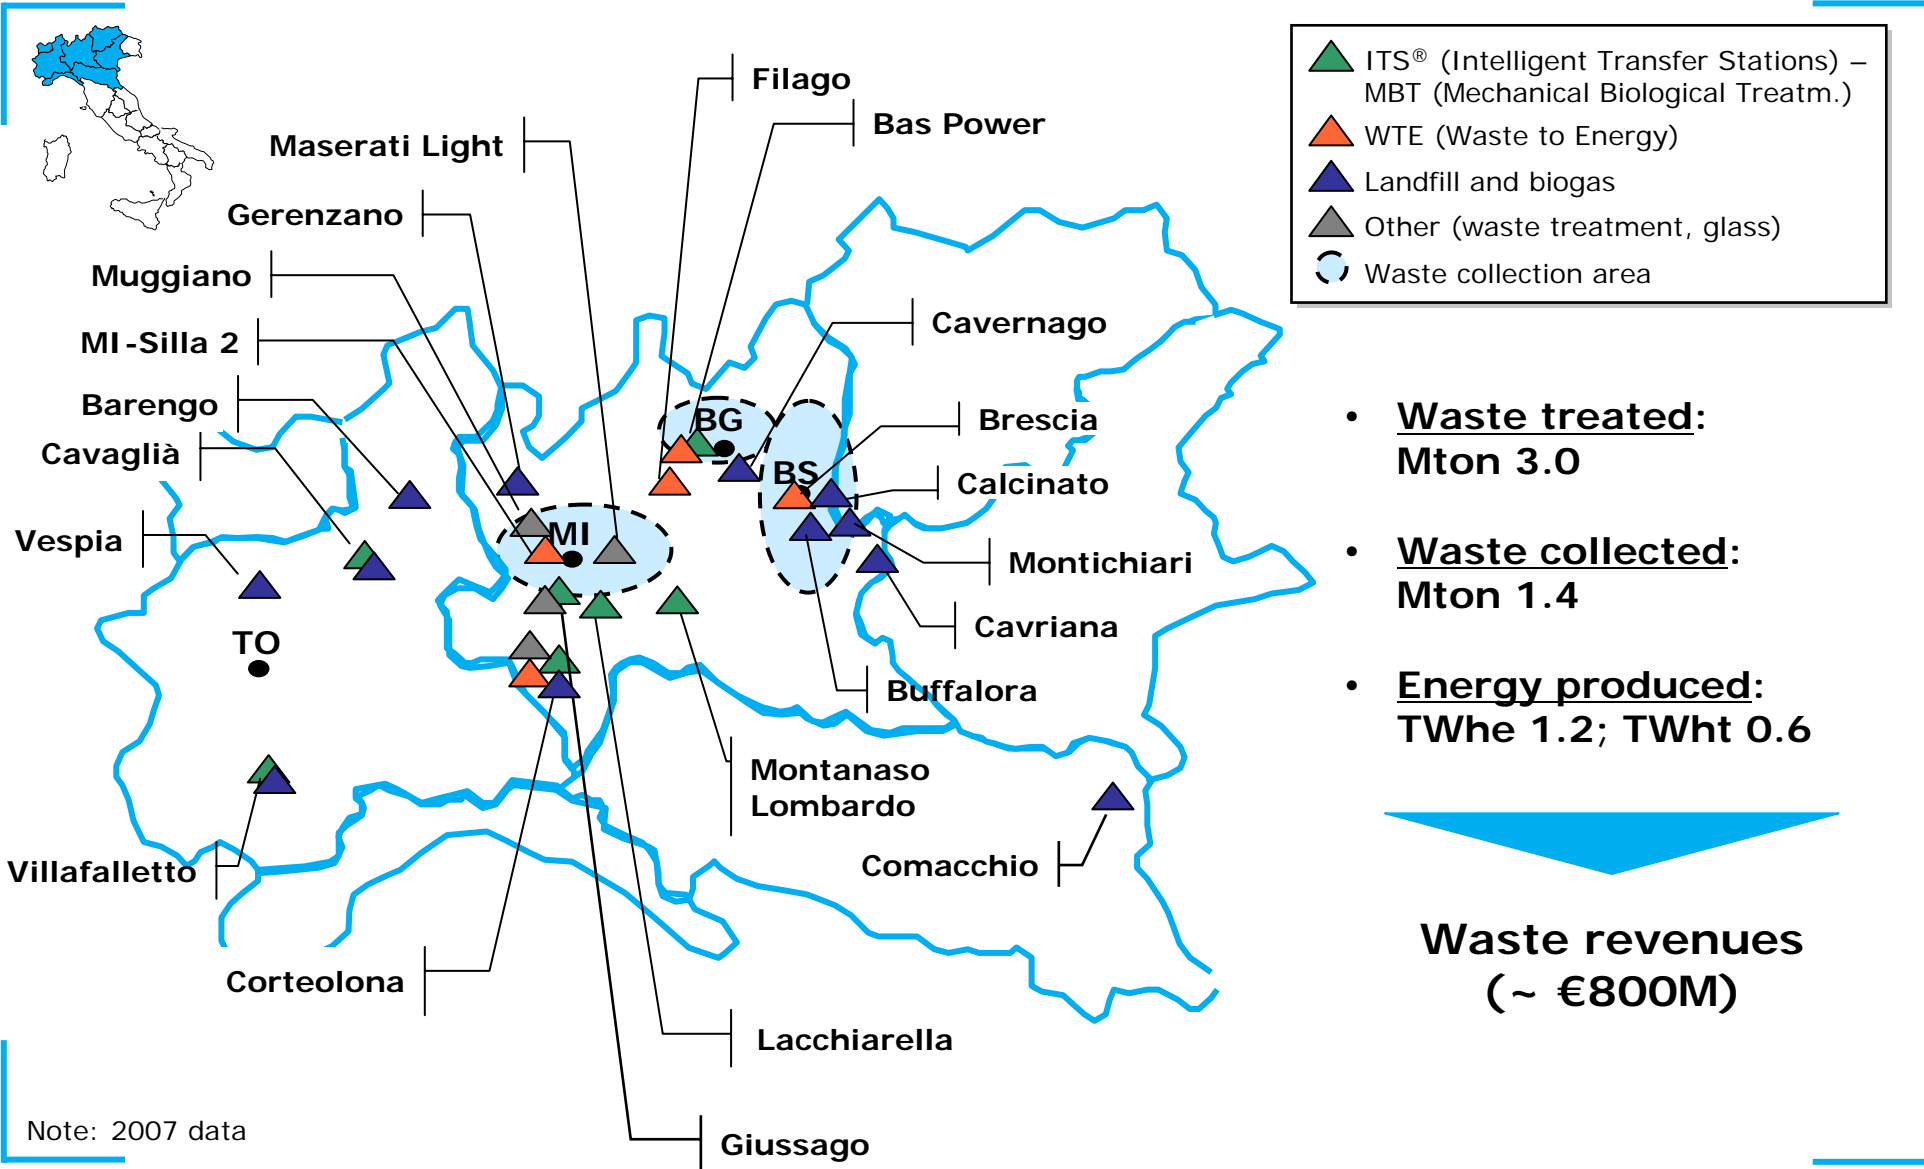 Filago
Bas Power
Maserati Light
Gerenzano
Muggiano
MI-Silla 2
Barengo
Cavaglià
Vespia
TO
Villafalletto
Corteolona
BG
BS
MI
Cavernago
Brescia
Calcinato
Montichiari
Cavriana
Buffalora
Montanaso
Lombardo
Comacchio
Lacchiarella
Giussago
ITS® (Intelligent Transfer Stations) –
MBT (Mechanical Biological Treatm.)
WTE (Waste to Energy)
Landfill and biogas
Other (waste treatment, glass)
Waste collection area
• Waste treated:
Mton 3.0
• Waste collected:
Mton 1.4
• Energy produced:
TWhe 1.2; TWht 0.6
Waste revenues
(~ €800M)
Note: 2007 data